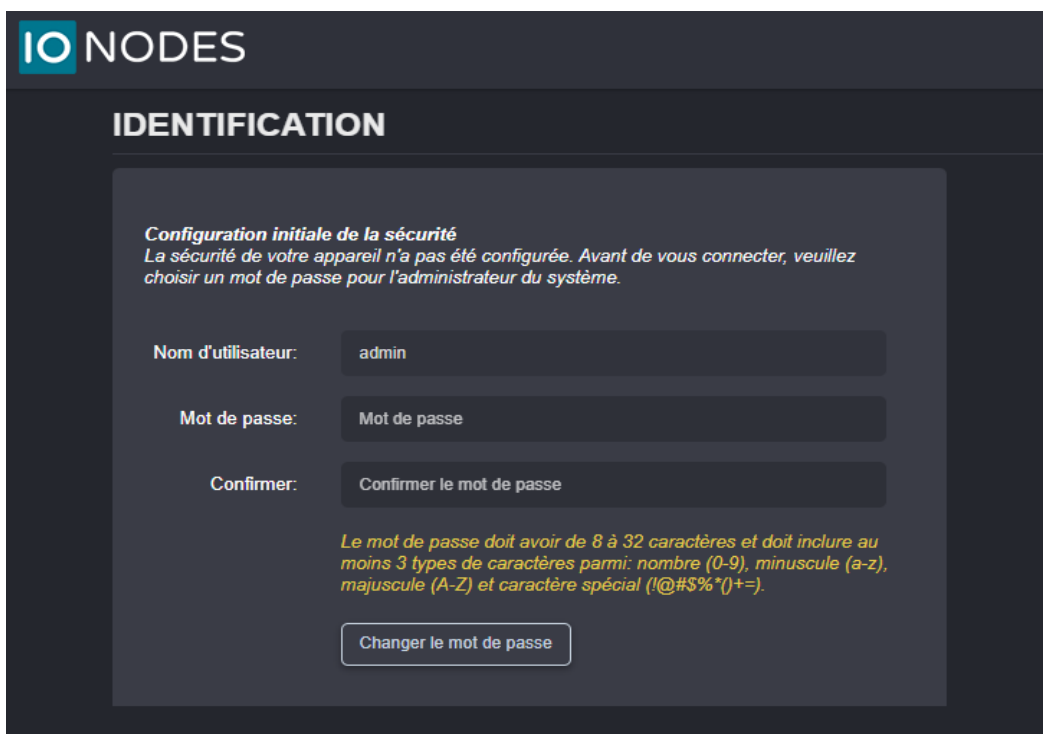 IO NODES
IDENTIFICATION
Configuration initiale de la sécurité
La sécurité de votre appareil n'a pas été configurée. Avant de vous connecter, veuillez
choisir un mot de passe pour l'administrateur du système.
Nom d'utilisateur: admin
Mot de passe: Mot de passe
Confirmer: Confirmer le mot de passe
Le mot de passe doit avoir de 8 à 32 caractères et doit inclure au
moins 3 types de caractères parmi: nombre (0-9), minuscule (a-z),
majuscule (A-Z) et caractère spécial (!@#$%*()+=).
Changer le mot de passe